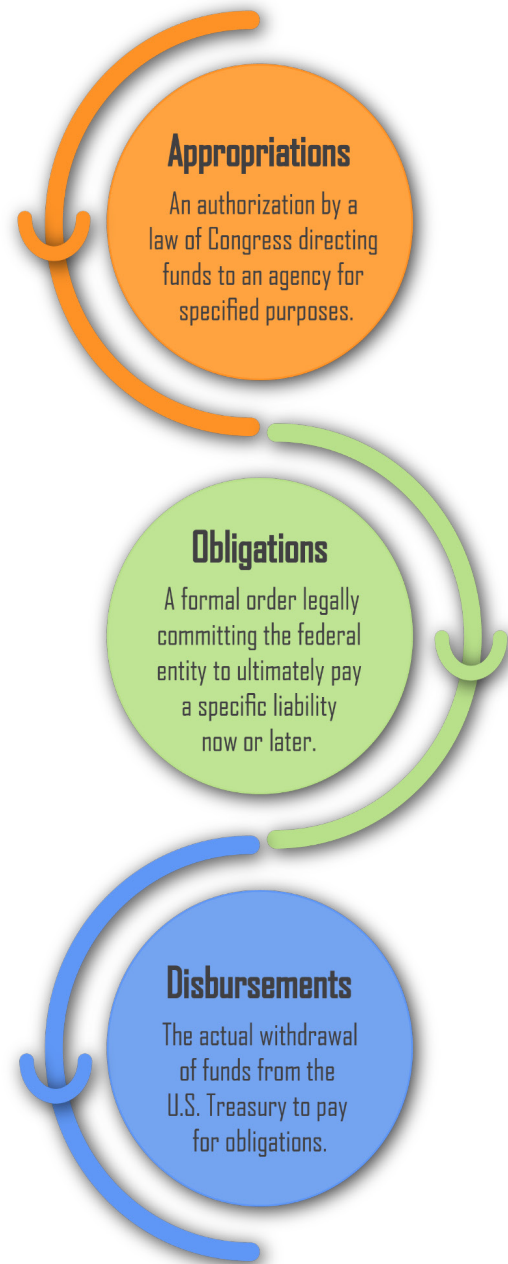 Appropriations
An authorization by a
law of Congress directing
funds to an agency for
specified purposes.
Obligations
A formal order legally
committing the federal
entity to ultimately pay
a specific liability
now or later.
Disbursements
The actual withdrawal
of funds from the
U.S. Treasury to pay
for obligations.